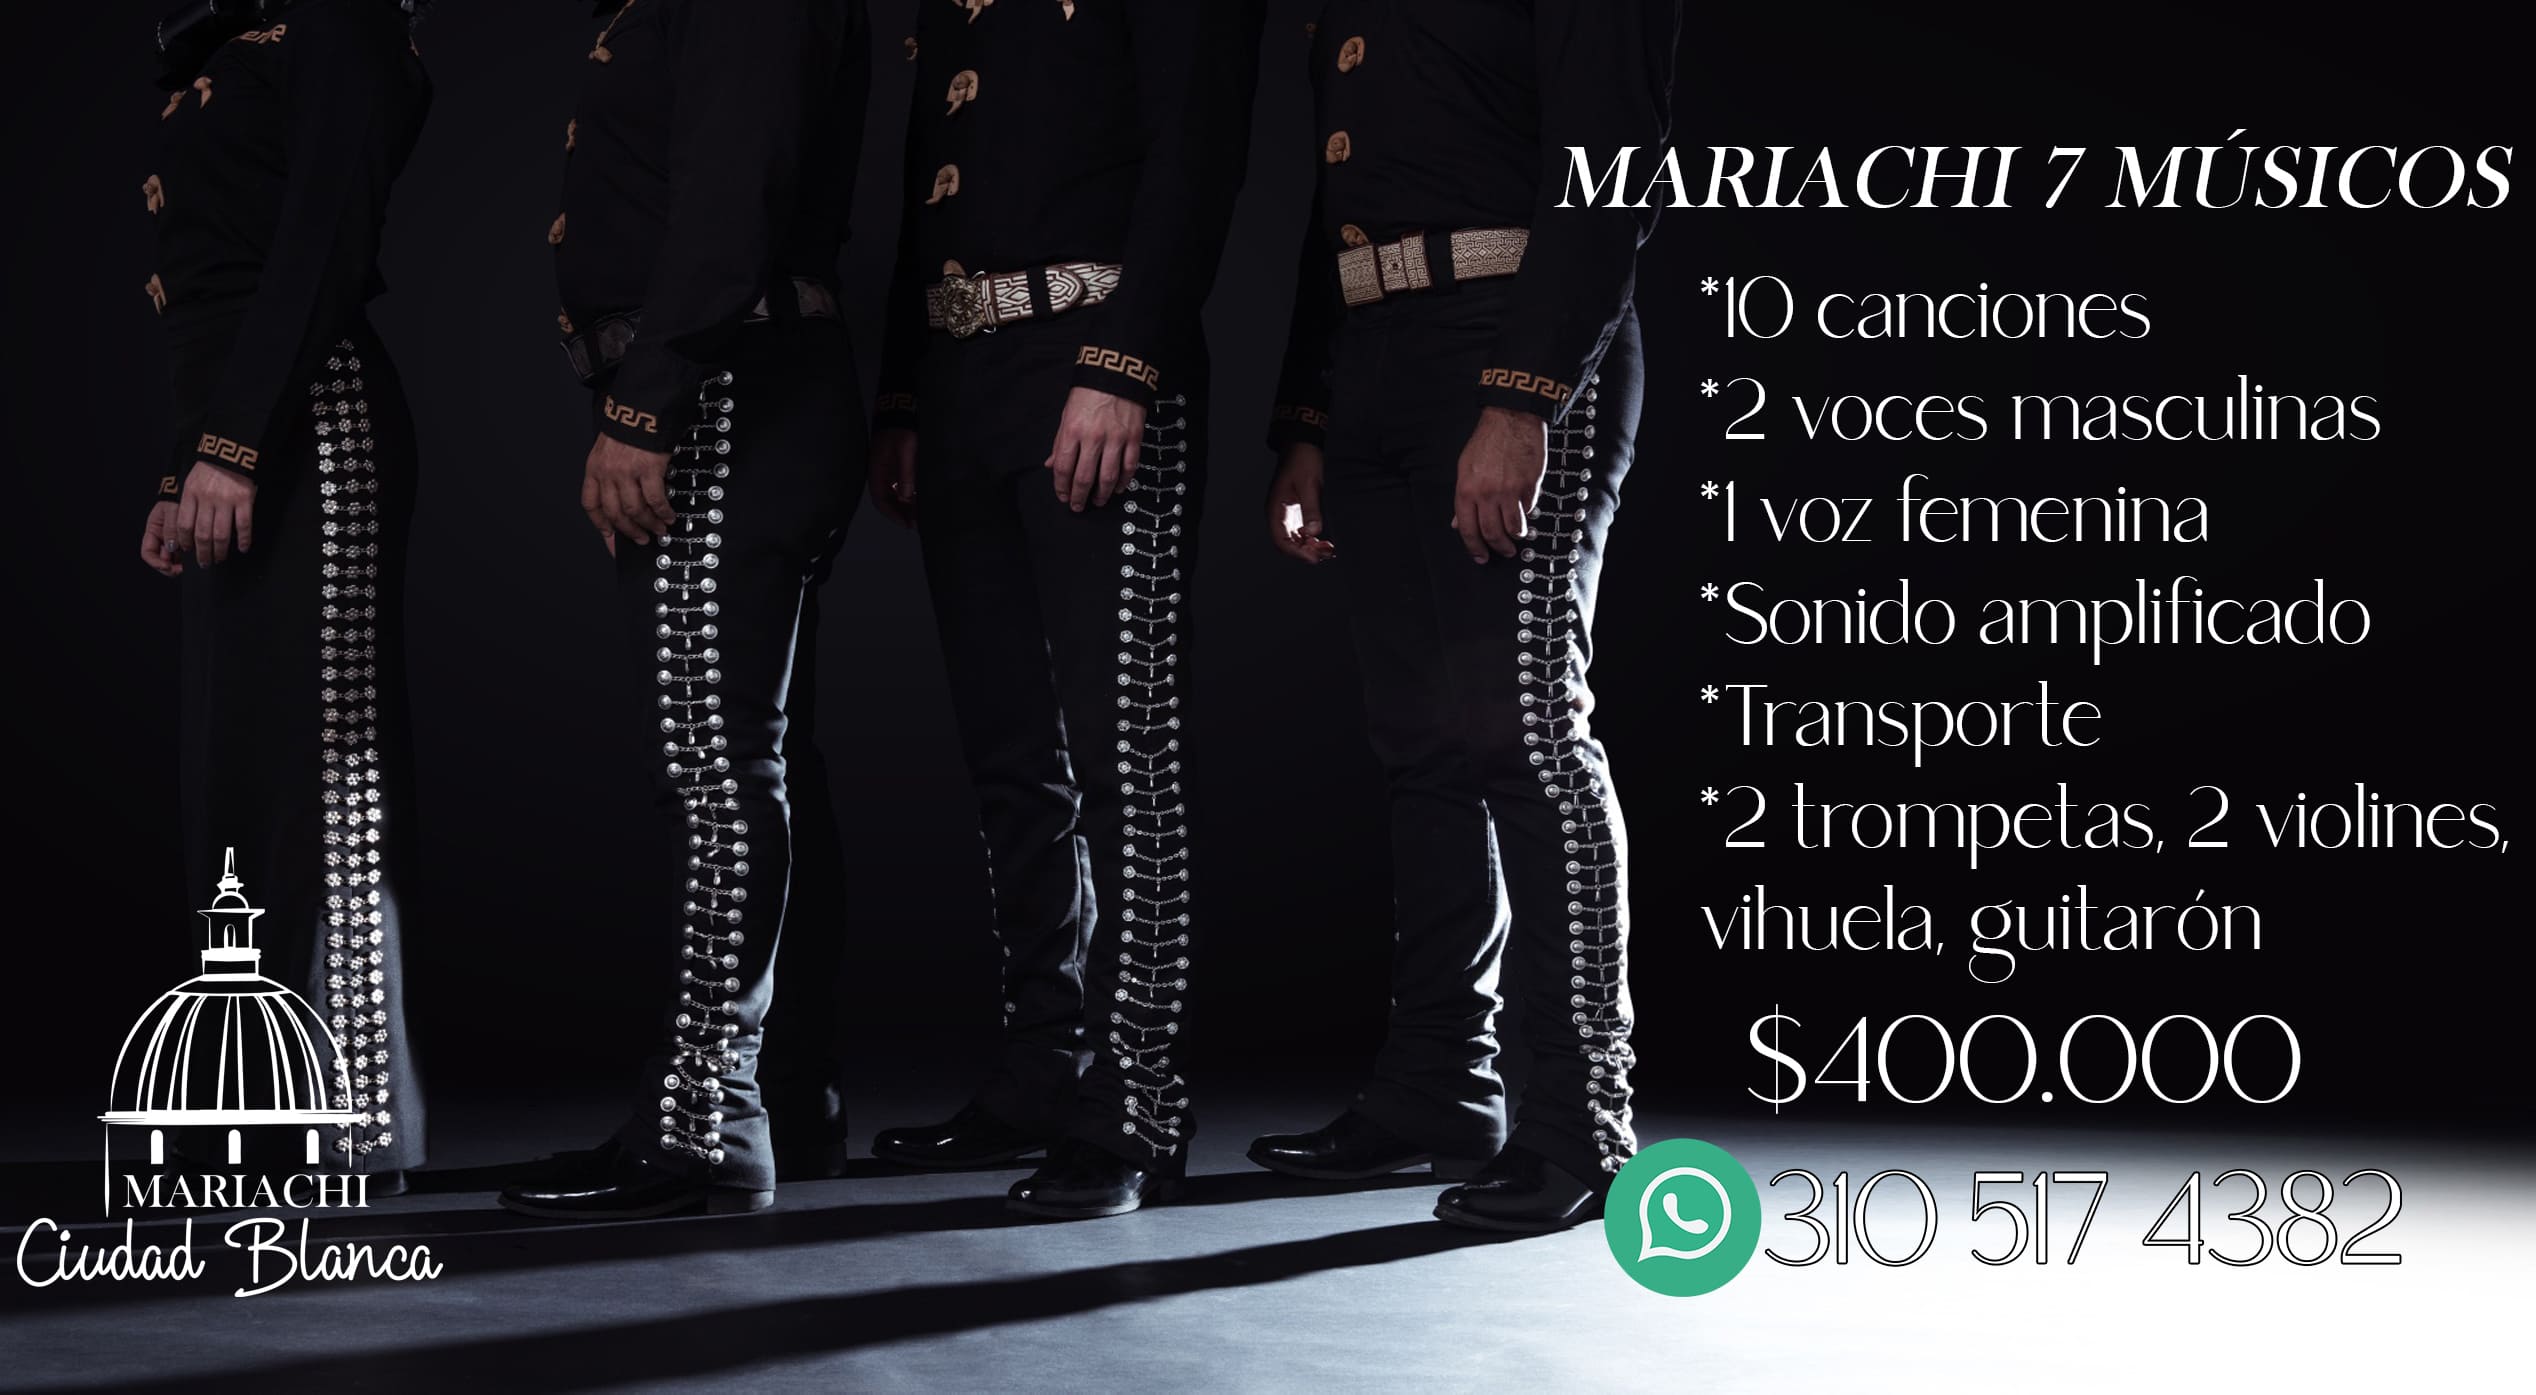 MARIACHI 7 MÚSICOS
*10 canciones
*2 voces masculinas
*1 voz femenina
*Sonido amplificado
*Transporte
*2 trompetas, 2 violines,
vihuela, guitarón
$400.000
310 517 4382
MARIACHI
Ciudad Blanca